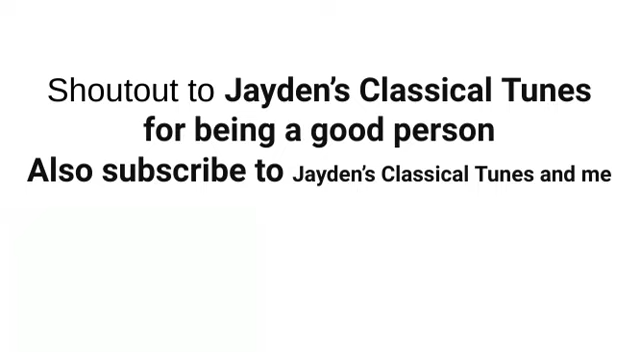 Shoutout to Jayden’s Classical Tunes
for being a good person
Also subscribe to Jayden’s Classical Tunes and me